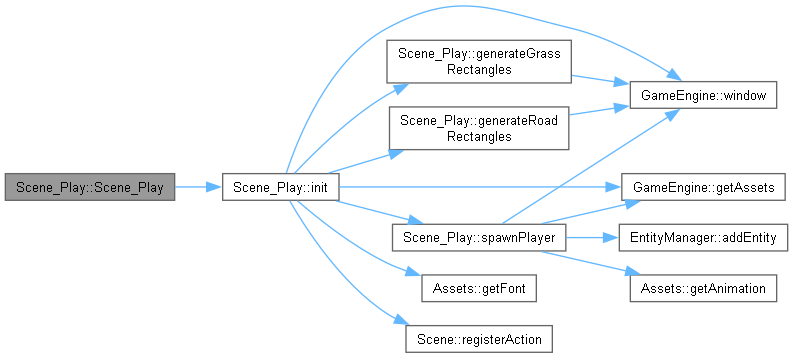 Scene_Play::Scene_Play
Scene_Play::init
Scene_Play::generateGrass
Rectangles
Scene_Play::generateRoad
Rectangles
Scene_Play::spawnPlayer
Assets::getFont
Scene::registerAction
GameEngine::window
GameEngine::getAssets
EntityManager::addEntity
Assets::getAnimation